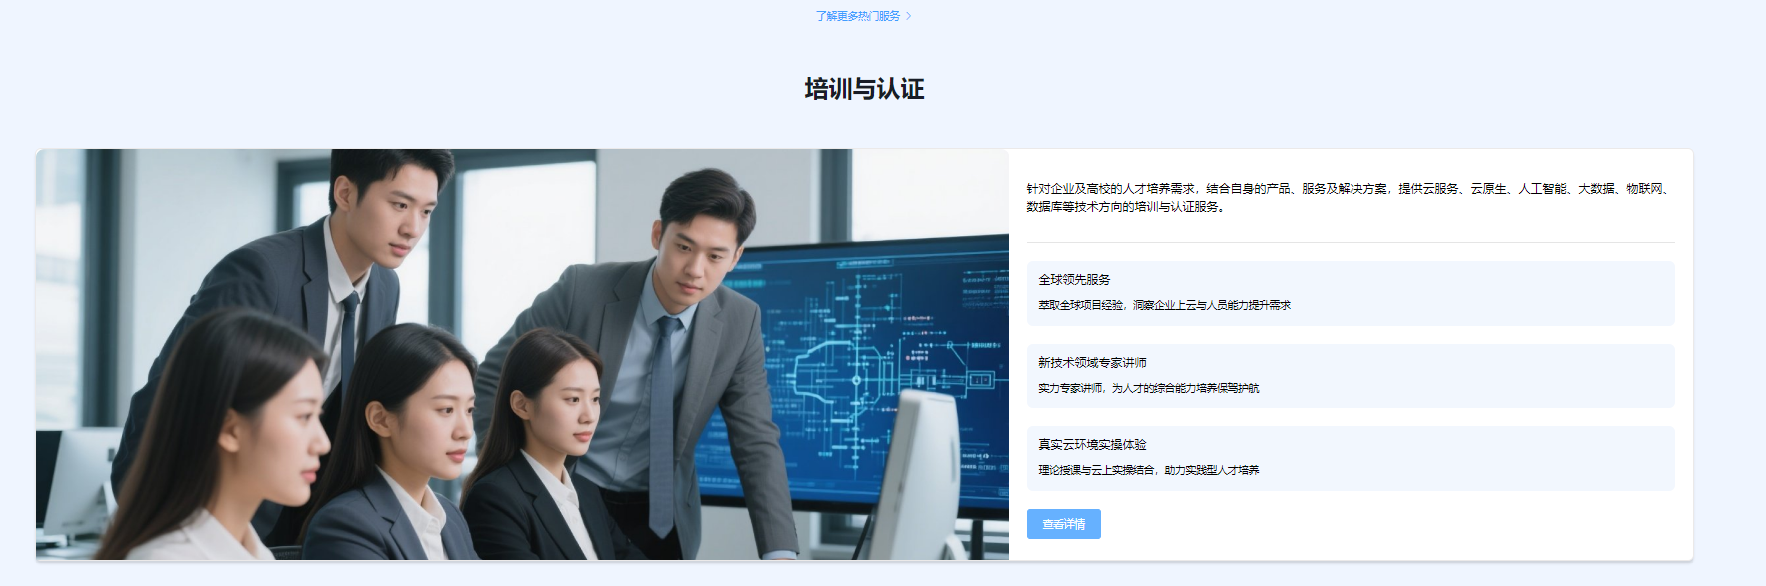 了解更多热门服务 >
培训与认证
针对企业及高校的人才培养需求，结合自身的产品、服务及解决方案，提供云服务、云原生、人工智能、大数据、物联网、
数据库等技术方向的培训与认证服务。
全球领先服务
萃取全球项目经验，洞察企业上云与人员能力提升需求
新技术领域专家讲师
实力专家讲师，为人才的综合能力培养保驾护航
真实云环境实操体验
理论授课与云上实操结合，助力实践型人才培养
查看详情